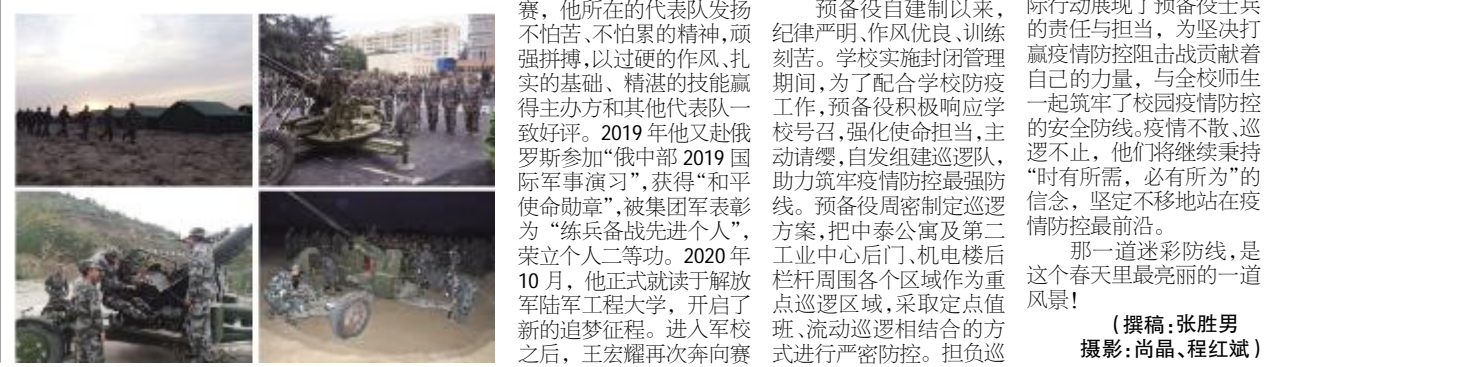 赛，他所在的代表队发扬
不怕苦、不怕累的精神，顽
强拼搏，以过硬的作风、扎
实的基础、精湛的技能赢
得主办方和其他代表队一
致好评。2019年他又赴俄
罗斯参加“俄中部2019国
际军事演习”，获得“和平
使命勋章”，被集团军表彰
为“练兵备战先进个人”，
荣立个人二等功。2020年
10月，他正式就读于解放
军陆军工程大学，开启了
新的追梦征程。进入军校
之后，王宏耀再次奔向赛
预备役自建制以来，
纪律严明、作风优良、训练
刻苦。学校实施封闭管理
期间，为了配合学校防疫
工作，预备役积极响应学
校号召，强化使命担当，主
动请缨，自发组建巡逻队，
助力筑牢疫情防控最强防
线。预备役周密制定巡逻
方案，把中泰公寓及第二
工业中心后门、机电楼后
栏杆周围各个区域作为重
点巡逻区域，采取定点值
班、流动巡逻相结合的方
式进行严密防控。担负巡
际行动展现了预备役士兵
的责任与担当，为坚决打
赢疫情防控阻击战贡献着
自己的力量，与全校师生
一起筑牢了校园疫情防控
的安全防线。疫情不散、巡
逻不止，他们将继续秉持
“时有所需，必有所为”的
信念，坚定不移地站在疫
情防控最前沿。
那一道迷彩防线，是
这个春天里最亮丽的一道
风景！
（撰稿：张胜男
摄影：尚晶、程红斌）